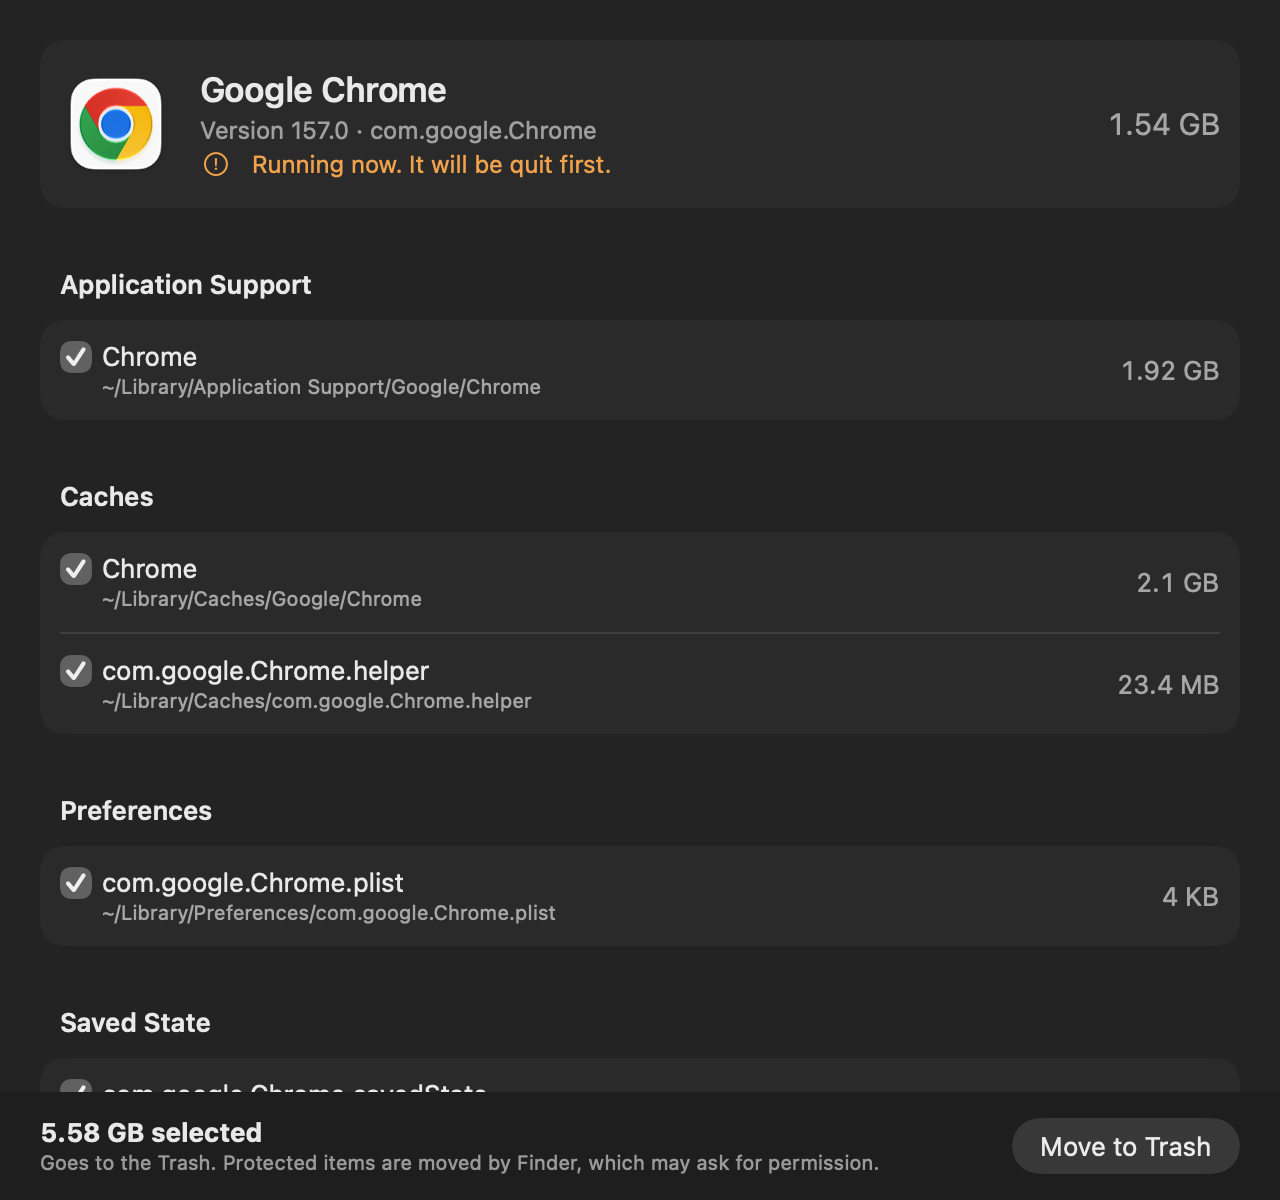 Google Chrome
Version 157.0 · com.google.Chrome
Running now. It will be quit first.
1.54 GB
Application Support
Chrome
~/Library/Application Support/Google/Chrome
1.92 GB
Caches
Chrome
~/Library/Caches/Google/Chrome
2.1 GB
com.google.Chrome.helper
~/Library/Caches/com.google.Chrome.helper
23.4 MB
Preferences
com.google.Chrome.plist
~/Library/Preferences/com.google.Chrome.plist
4 KB
Saved State
com.google.Chrome.savedState
5.58 GB selected
Goes to the Trash. Protected items are moved by Finder, which may ask for permission.
Move to Trash